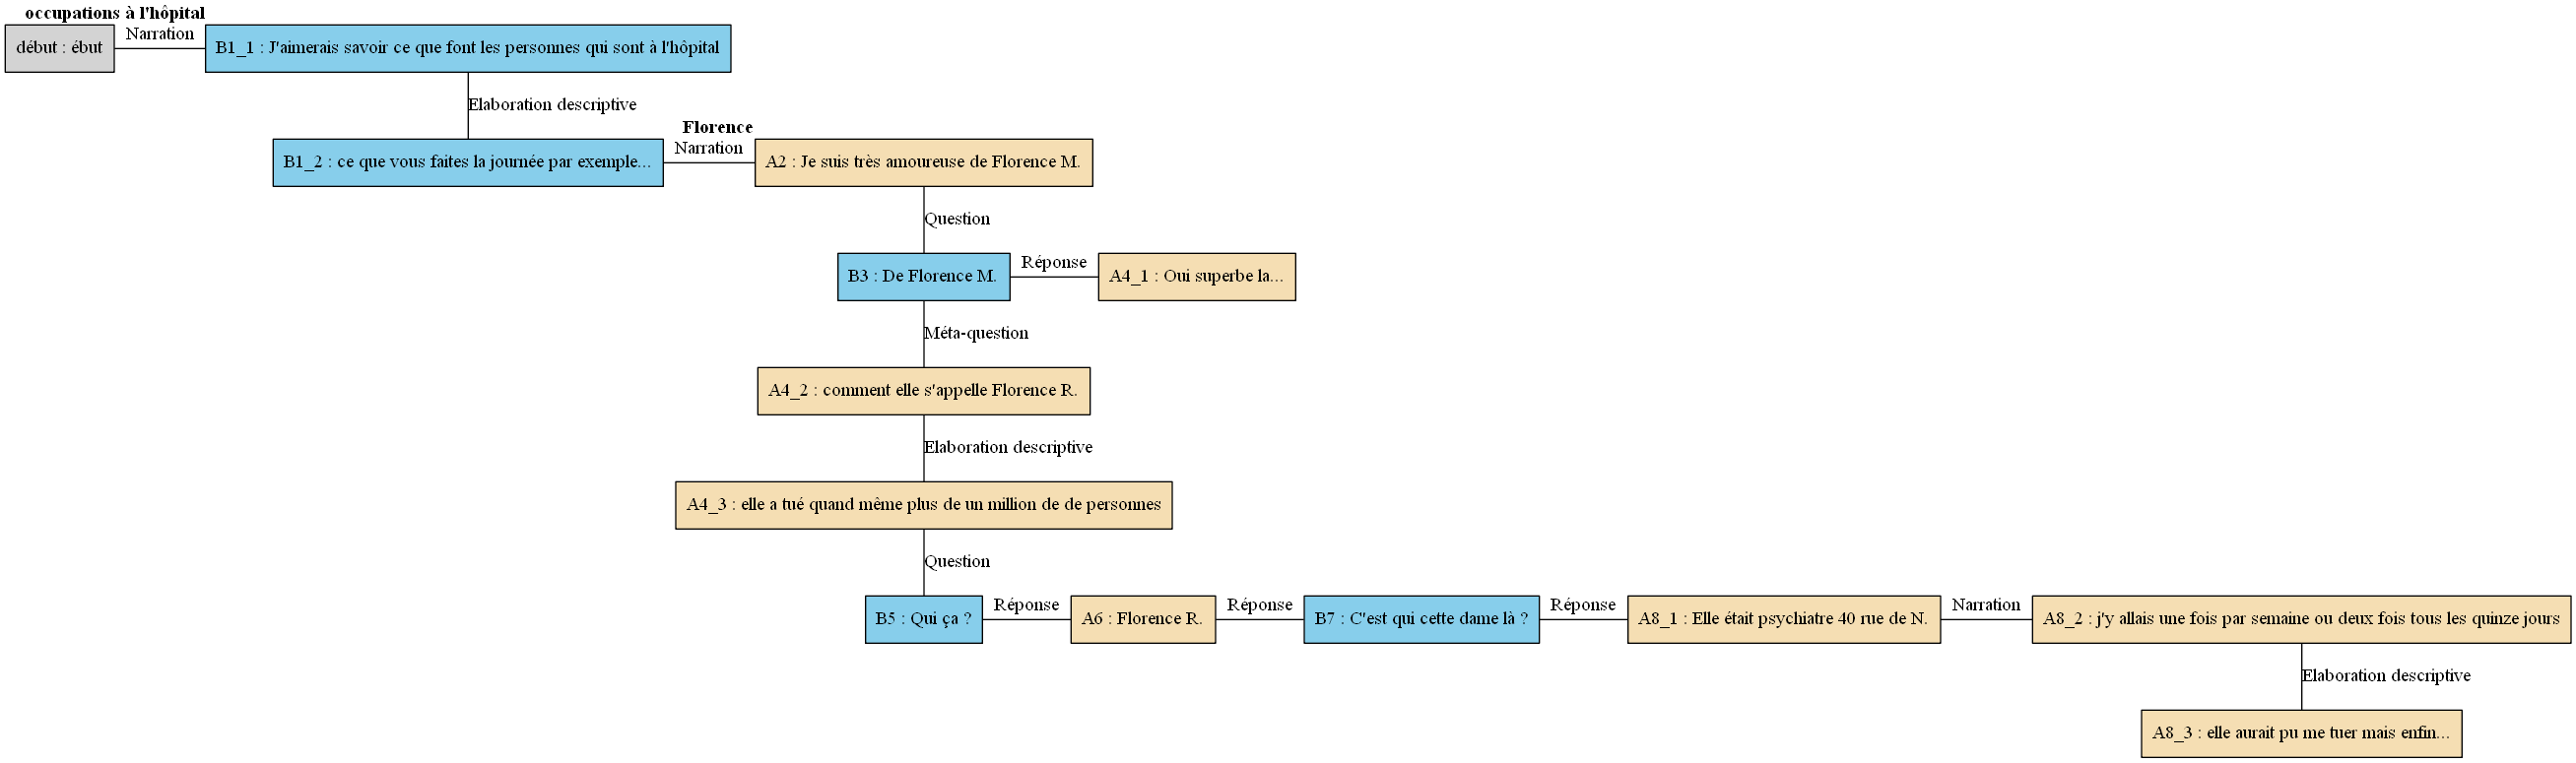 occupations à l'hôpital
début : ébut
Narration
B1_1 : J'aimerais savoir ce que font les personnes qui sont à l'hôpital
Elaboration descriptive
Florence
B1_2 : ce que vous faites la journée par exemple...
Narration
A2 : Je suis très amoureuse de Florence M.
Question
B3 : De Florence M.
Réponse
A4_1 : Oui superbe la...
Méta-question
A4_2 : comment elle s'appelle Florence R.
Elaboration descriptive
A4_3 : elle a tué quand même plus de un million de de personnes
Question
B5 : Qui ça ?
Réponse
A6 : Florence R.
Réponse
B7 : C'est qui cette dame là ?
Réponse
A8_1 : Elle était psychiatre 40 rue de N.
Narration
A8_2 : j'y allais une fois par semaine ou deux fois tous les quinze jours
Elaboration descriptive
A8_3 : elle aurait pu me tuer mais enfin...